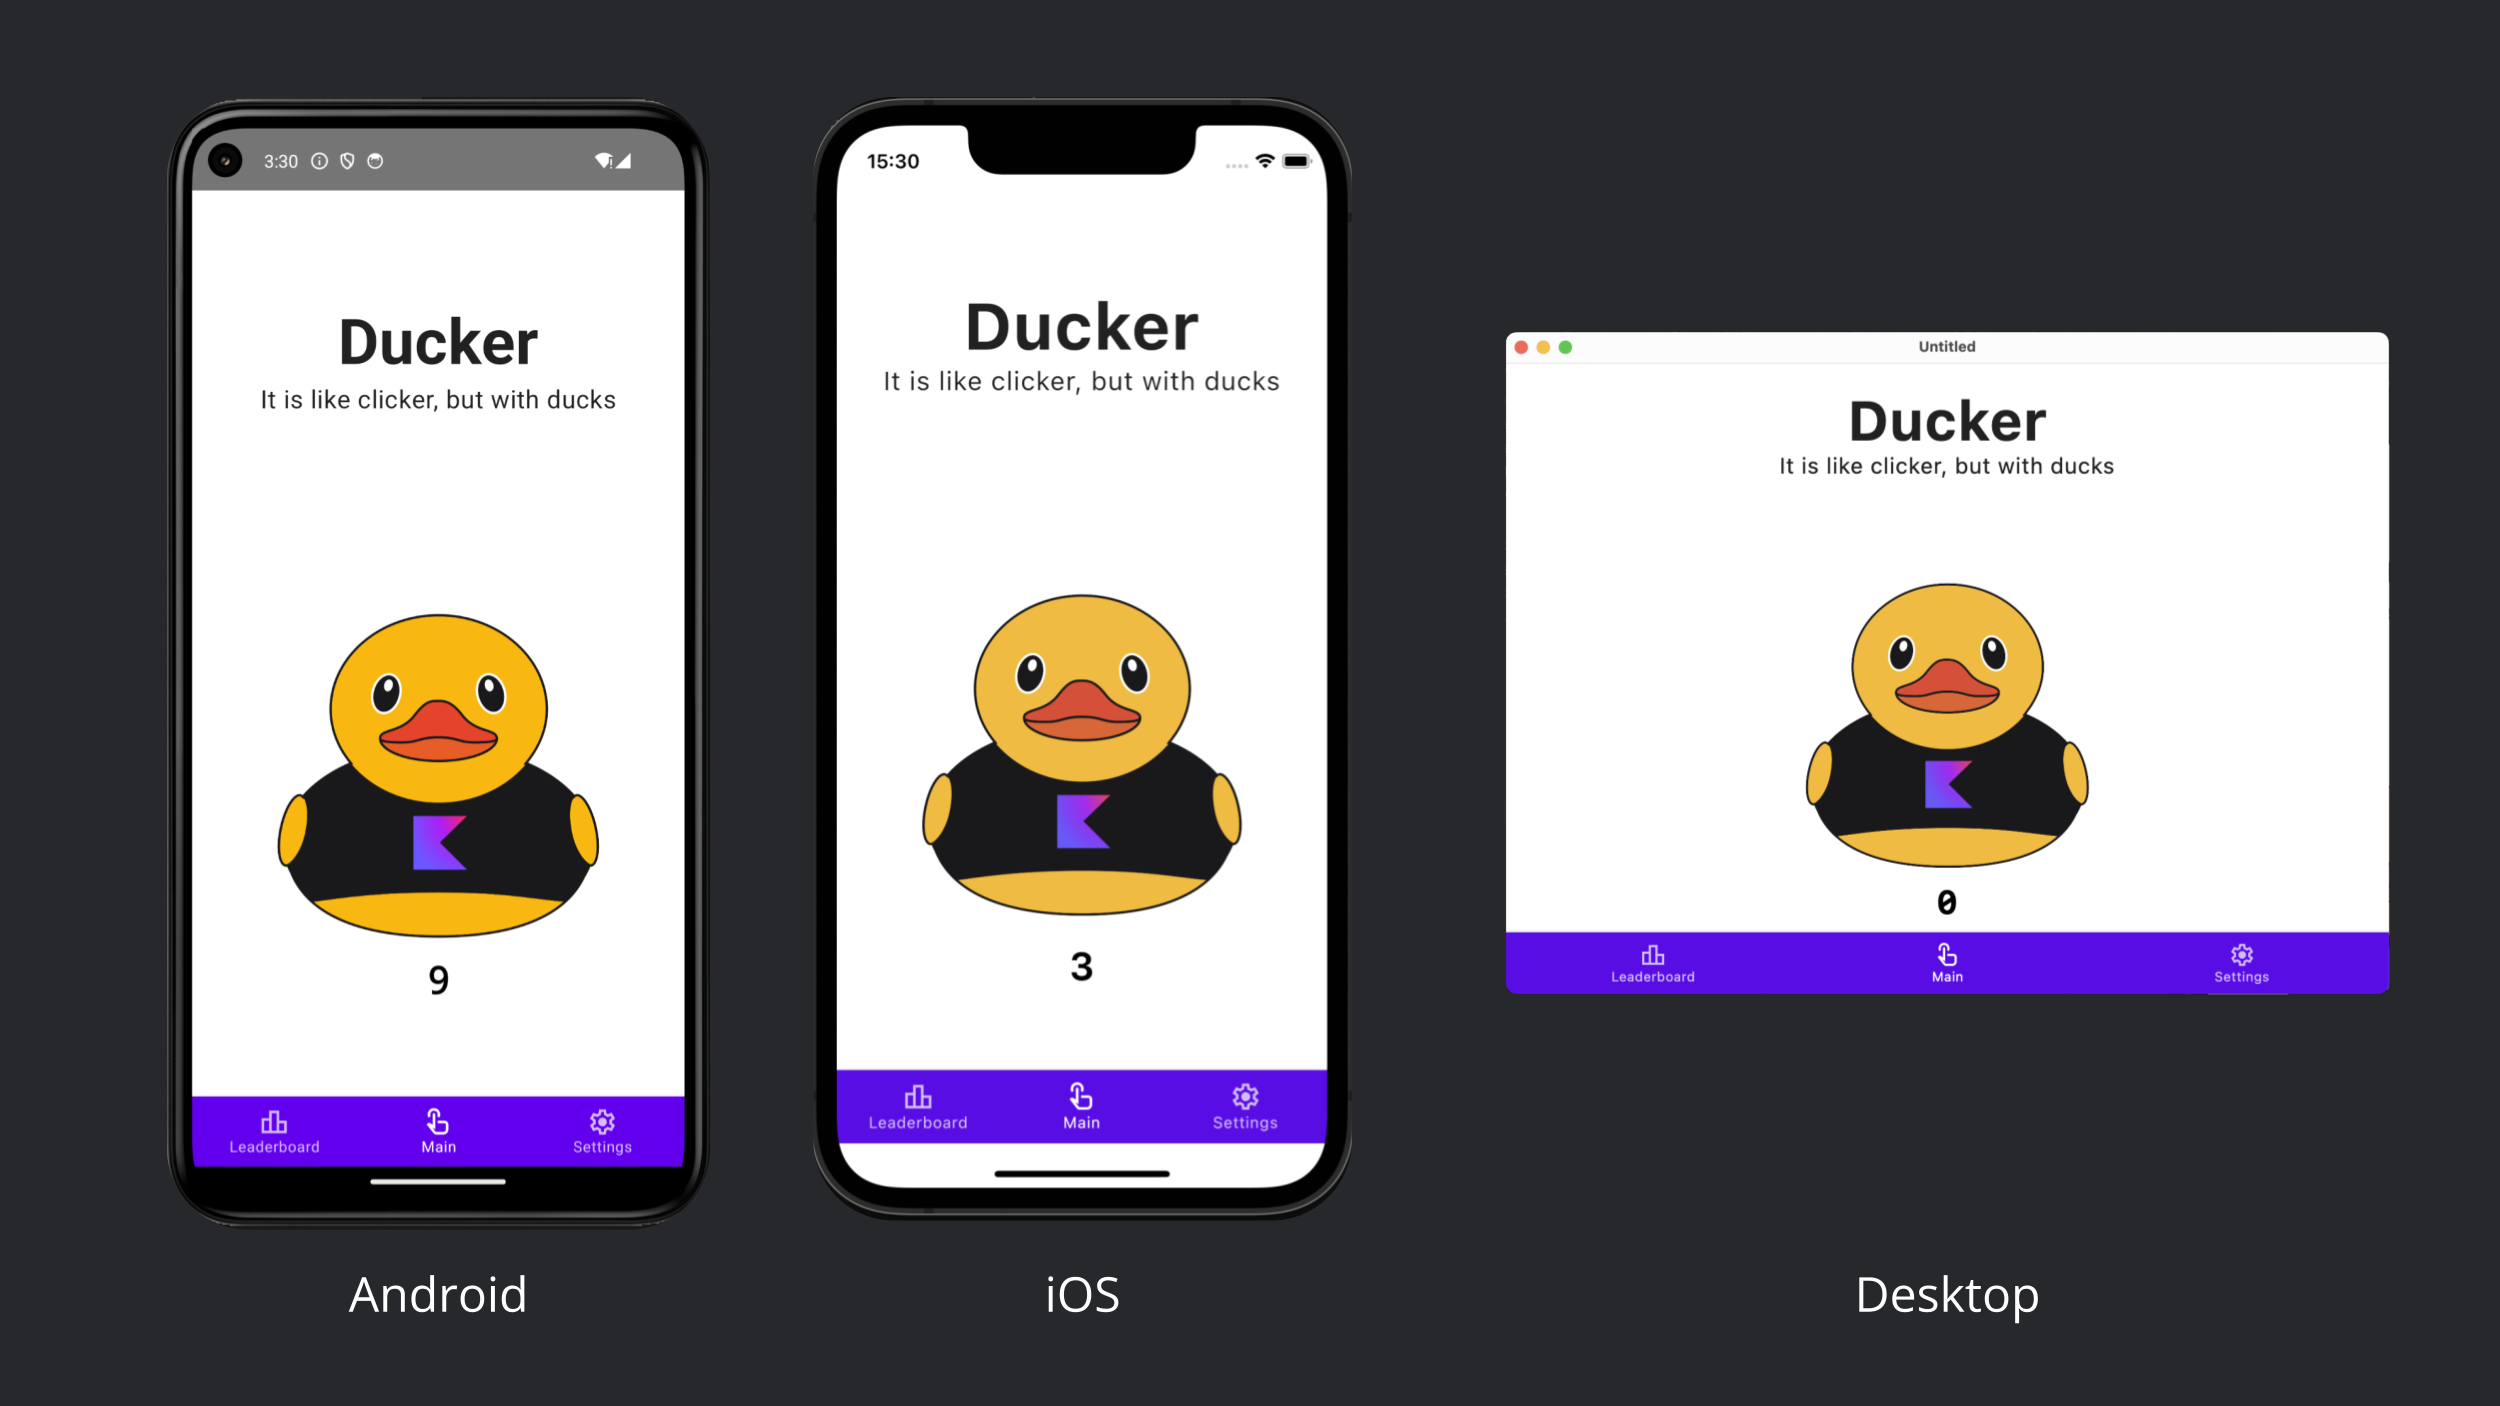 3:30
Ducker
It is like clicker, but with ducks
9
Leaderboard
Main
Settings
Android
15:30
Ducker
It is like clicker, but with ducks
3
Leaderboard
Main
Settings
iOS
Untitled
Ducker
It is like clicker, but with ducks
0
Leaderboard
Main
Settings
Desktop